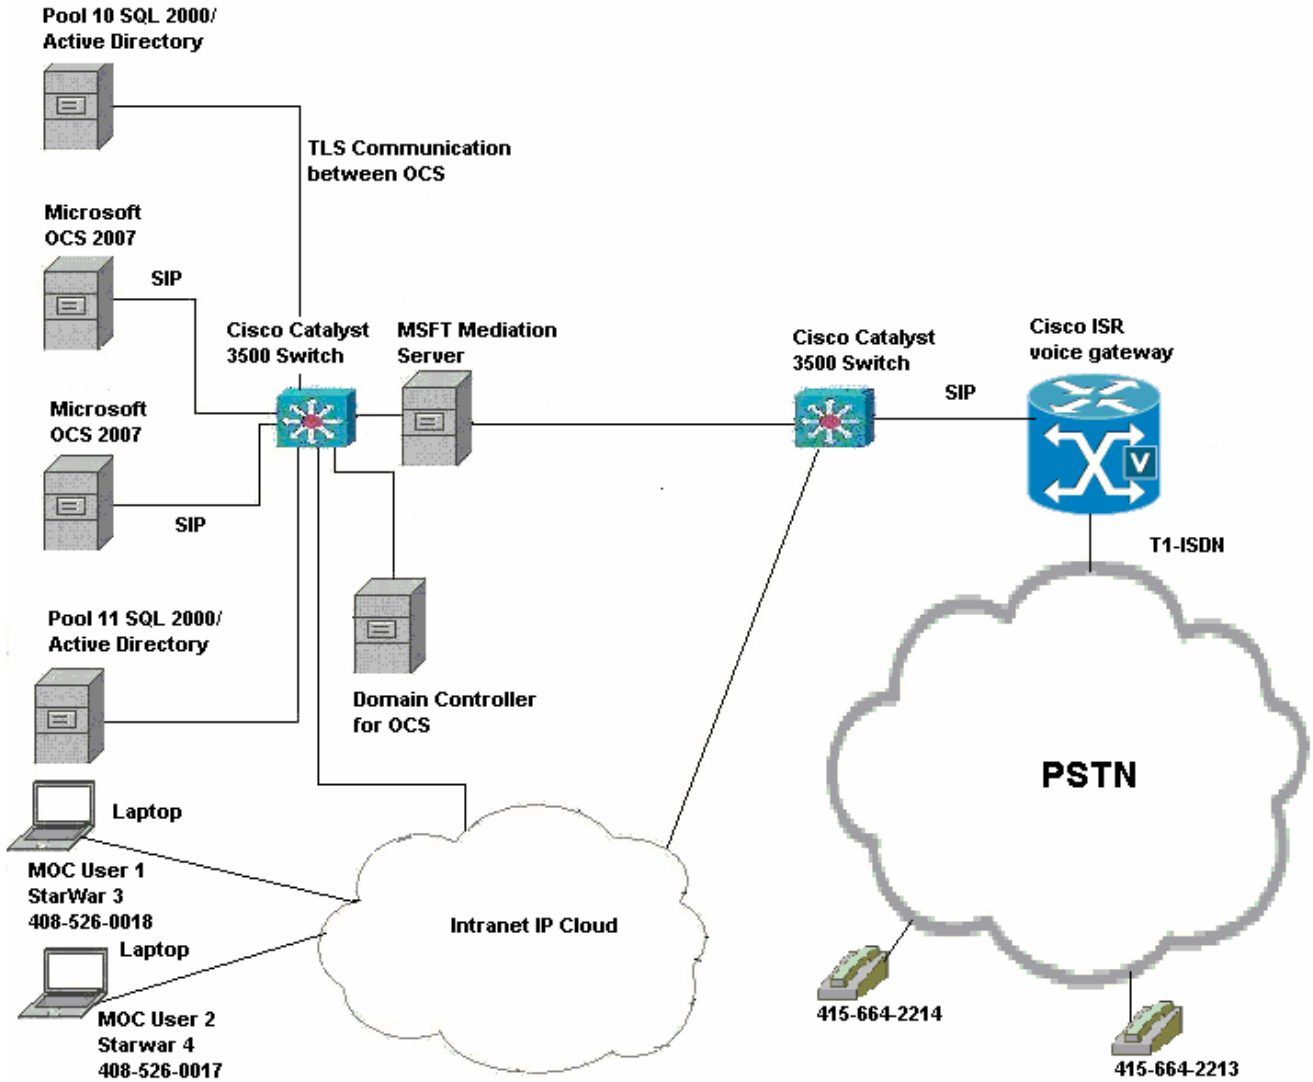 Pool 10 SQL 2000/
Active Directory
TLS Communication
between OCS
Microsoft
OCS 2007
SIP
Cisco Catalyst
3500 Switch
MSFT Mediation
Server
Cisco Catalyst
3500 Switch
Cisco ISR
voice gateway
SIP
V
Microsoft
OCS 2007
SIP
T1-ISDN
Pool 11 SQL 2000/
Active Directory
Domain Controller
for OCS
PSTN
Laptop
MOC User 1
StarWar 3
408-526-0018
Intranet IP Cloud
Laptop
MOC User 2
Starwar 4
408-526-0017
415-664-2214
415-664-2213